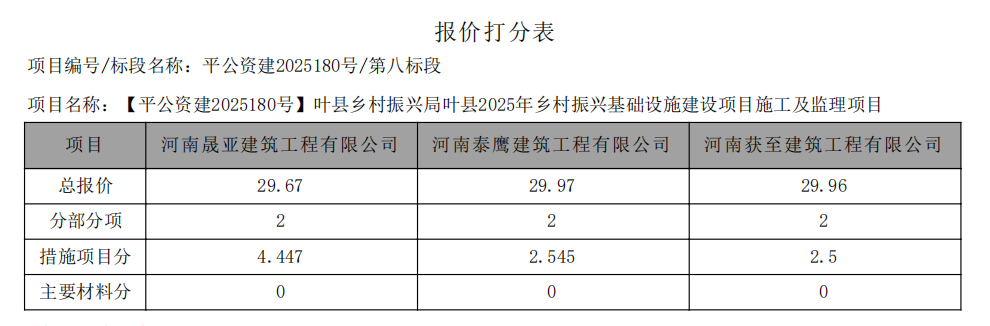 报价打分表
项目编号/标段名称：平公资建2025180号/第八标段
项目名称：【平公资建2025180号】叶县乡村振兴局叶县2025年乡村振兴基础设施建设项目施工及监理项目
项目 河南晟亚建筑工程有限公司 河南泰鹰建筑工程有限公司 河南获至建筑工程有限公司
总报价 29.67 29.97 29.96
分部分项 2 2 2
措施项目分 4.447 2.545 2.5
主要材料分 0 0 0